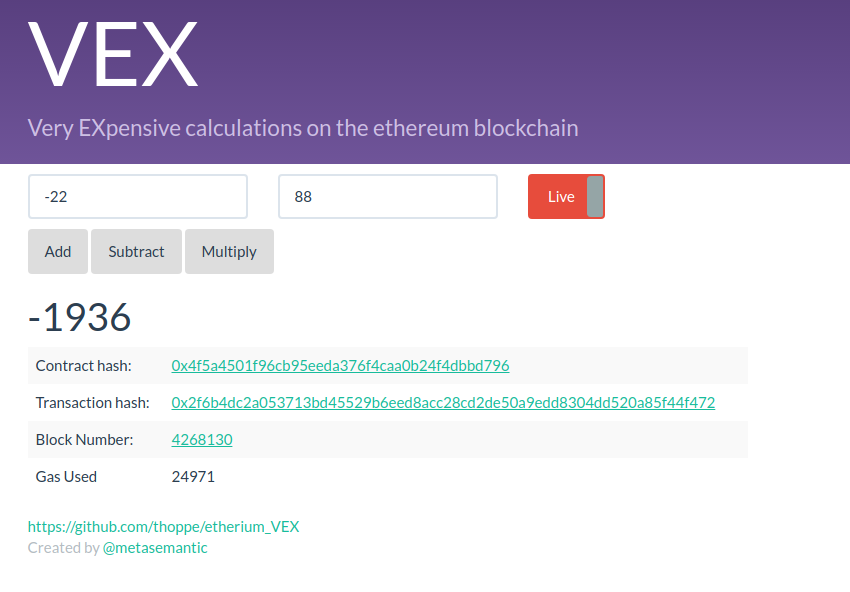 VEX
Very EXpensive calculations on the ethereum blockchain
-22 88 Live
Add Subtract Multiply
-1936
Contract hash: 0x4f5a4501f96cb95eeda376f4caa0b24f4dbbd796
Transaction hash: 0x2f6b4dc2a053713bd45529b6eed8acc28cd2de50a9edd8304dd520a85f44f472
Block Number: 4268130
Gas Used 24971
https://github.com/thoppe/etherium_VEX
Created by @metasemantic